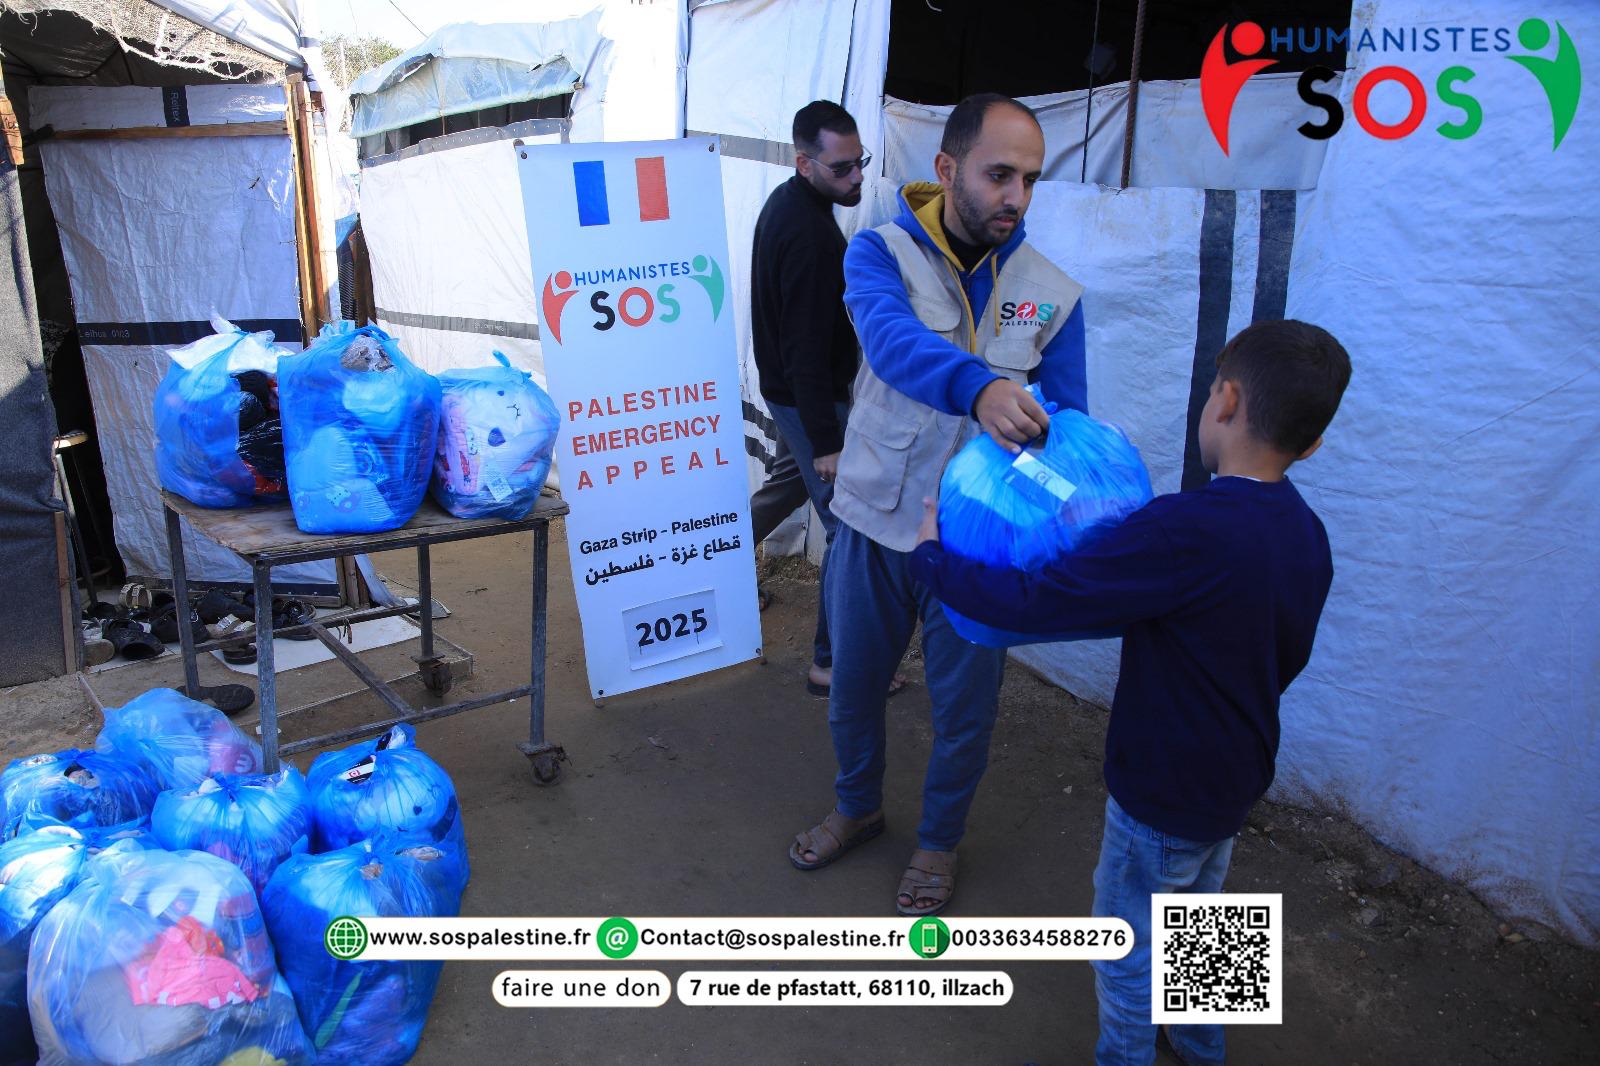 HUMANISTES
SOS
HUMANISTES
SOS
PALESTINE
EMERGENCY
APPEAL
Gaza Strip - Palestine
قطاع غزة - فلسطين
2025
SOS
PALESTINE
www.sospalestine.fr
Contact@sospalestine.fr
0033634588276
faire une don
7 rue de pfastatt, 68110, illzach